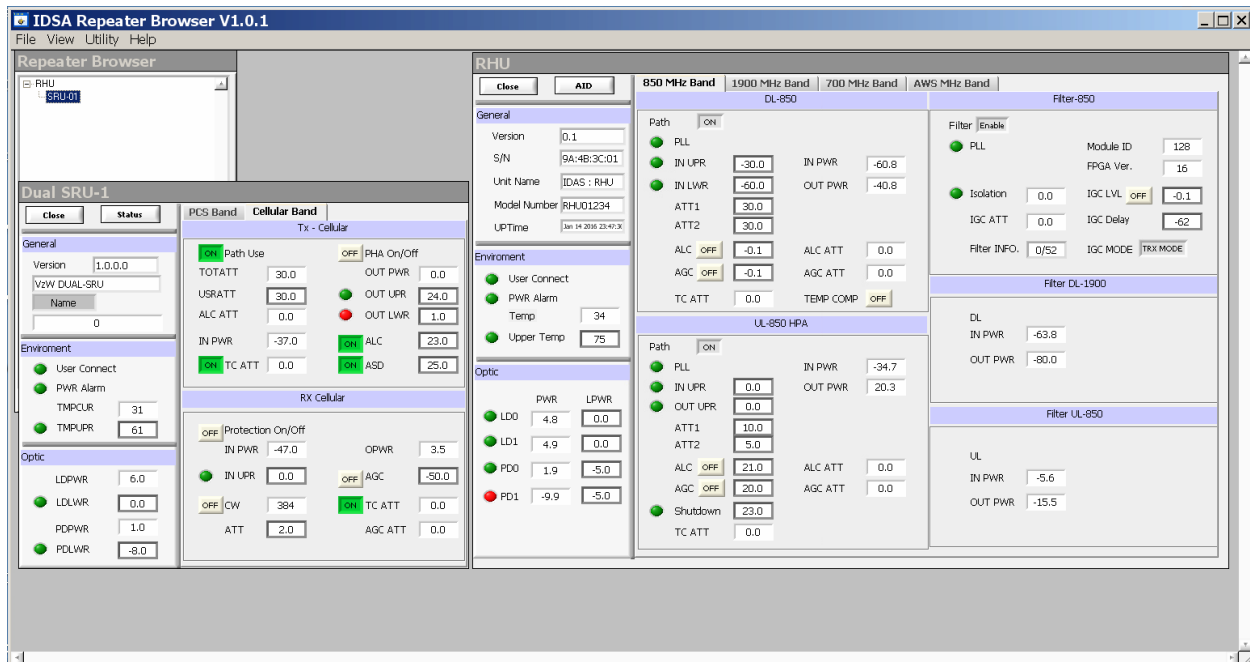 IDSA Repeater Browser V1.0.1
File View Utility Help
Repeater Browser
RHU
SRU-01
Dual SRU-1
Close Status
General
Version 1.0.0.0
VzW DUAL-SRU
Name
0
Enviroment
User Connect
PWR Alarm
TMPCUR 31
TMPUPR 61
Optic
LDPWR 6.0
LDLWR 0.0
PDPWR 1.0
PDLWR -8.0
PCS Band Cellular Band
Tx - Cellular
ON Path Use OFF PHA On/Off
TOTATT 30.0 OUT PWR 0.0
USRATT 30.0 OUT UPR 24.0
ALC ATT 0.0 OUT LWR 1.0
IN PWR -37.0 ON ALC 23.0
ON TC ATT 0.0 ON ASD 25.0
RX Cellular
OFF Protection On/Off
IN PWR -47.0 OPWR 3.5
IN UPR 0.0 OFF AGC -50.0
OFF CW 384 ON TC ATT 0.0
ATT 2.0 AGC ATT 0.0
RHU
Close AID
General
Version 0.1
S/N 9A:4B:3C:01
Unit Name IDAS : RHU
Model Number RHU01234
UPTime Jan 14 2016 23:47:3
Enviroment
User Connect
PWR Alarm
Temp 34
Upper Temp 75
Optic
PWR LPWR
LD0 4.8 0.0
LD1 4.9 0.0
PD0 1.9 -5.0
PD1 -9.9 -5.0
850 MHz Band 1900 MHz Band 700 MHz Band AWS MHz Band
DL-850
Path ON
PLL
IN UPR -30.0 IN PWR -60.8
IN LWR -60.0 OUT PWR -40.8
ATT1 30.0
ATT2 30.0
ALC OFF -0.1 ALC ATT 0.0
AGC OFF -0.1 AGC ATT 0.0
TC ATT 0.0 TEMP COMP OFF
UL-850 HPA
Path ON
PLL IN PWR -34.7
IN UPR 0.0 OUT PWR 20.3
OUT UPR 0.0
ATT1 10.0
ATT2 5.0
ALC OFF 21.0 ALC ATT 0.0
AGC OFF 20.0 AGC ATT 0.0
Shutdown 23.0
TC ATT 0.0
Filter-850
Filter Enable
PLL Module ID 128
FPGA Ver. 16
Isolation 0.0 IGC LVL OFF -0.1
IGC ATT 0.0 IGC Delay -62
Filter INFO. 0/52 IGC MODE TRX MODE
Filter DL-1900
DL
IN PWR -63.8
OUT PWR -80.0
Filter UL-850
UL
IN PWR -5.6
OUT PWR -15.5